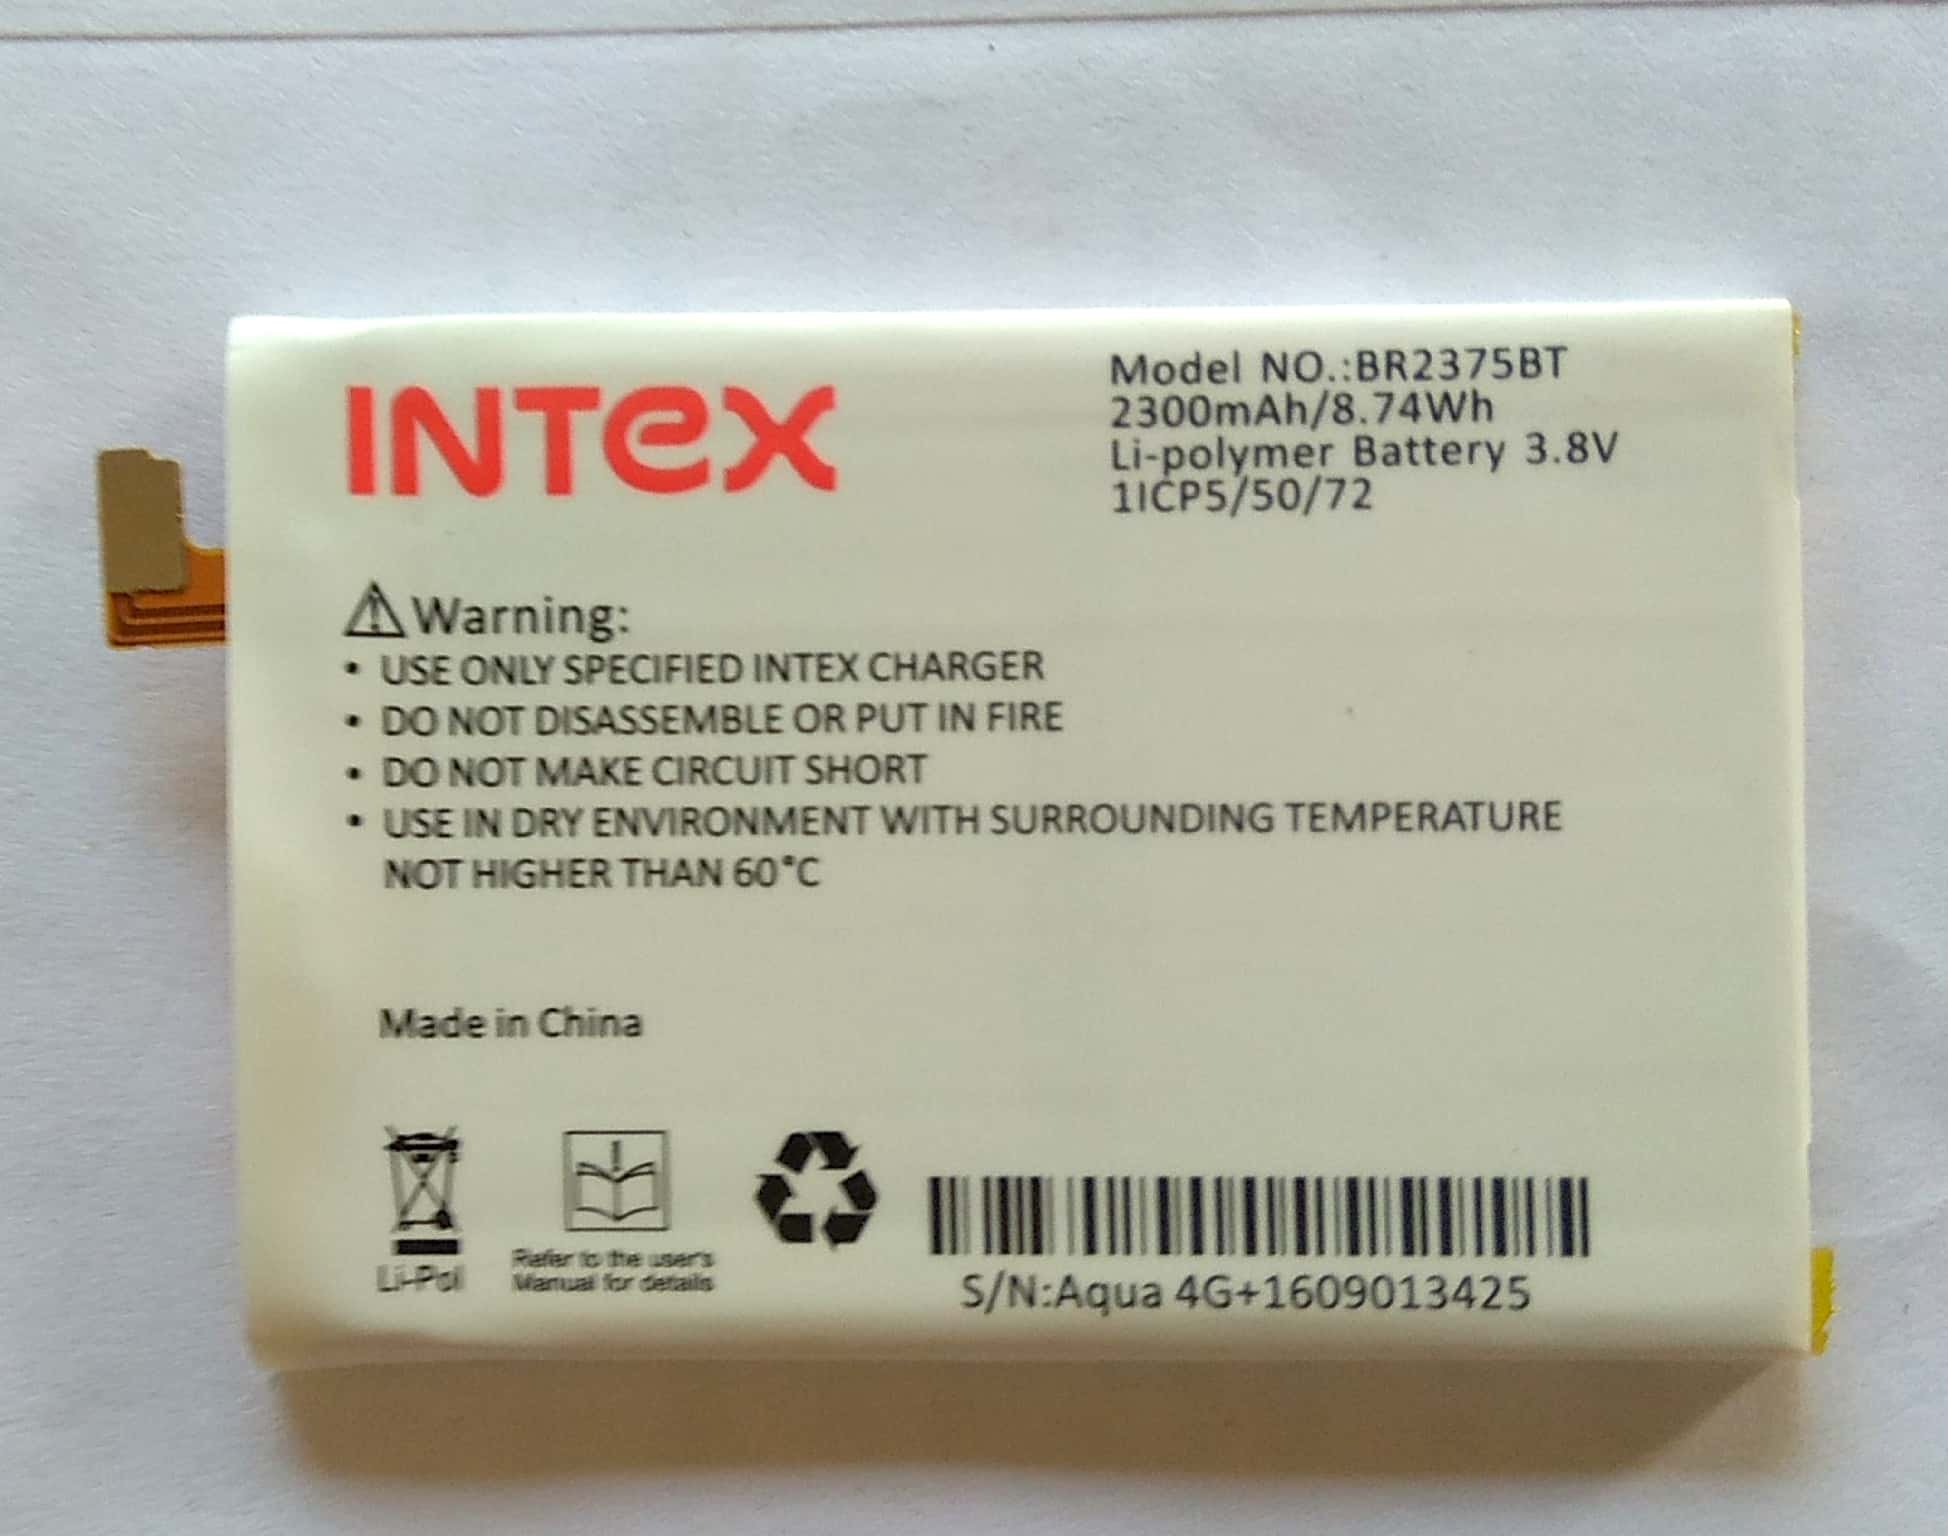 INTEX
Model NO.:BR2375BT
2300mAh/8.74Wh
Li-polymer Battery 3.8V
1ICP5/50/72
Warning:
• USE ONLY SPECIFIED INTEX CHARGER
• DO NOT DISASSEMBLE OR PUT IN FIRE
• DO NOT MAKE CIRCUIT SHORT
• USE IN DRY ENVIRONMENT WITH SURROUNDING TEMPERATURE
NOT HIGHER THAN 60°C
Made in China
Li-Pol
Refer to the user's
Manual for details
S/N:Aqua 4G+1609013425